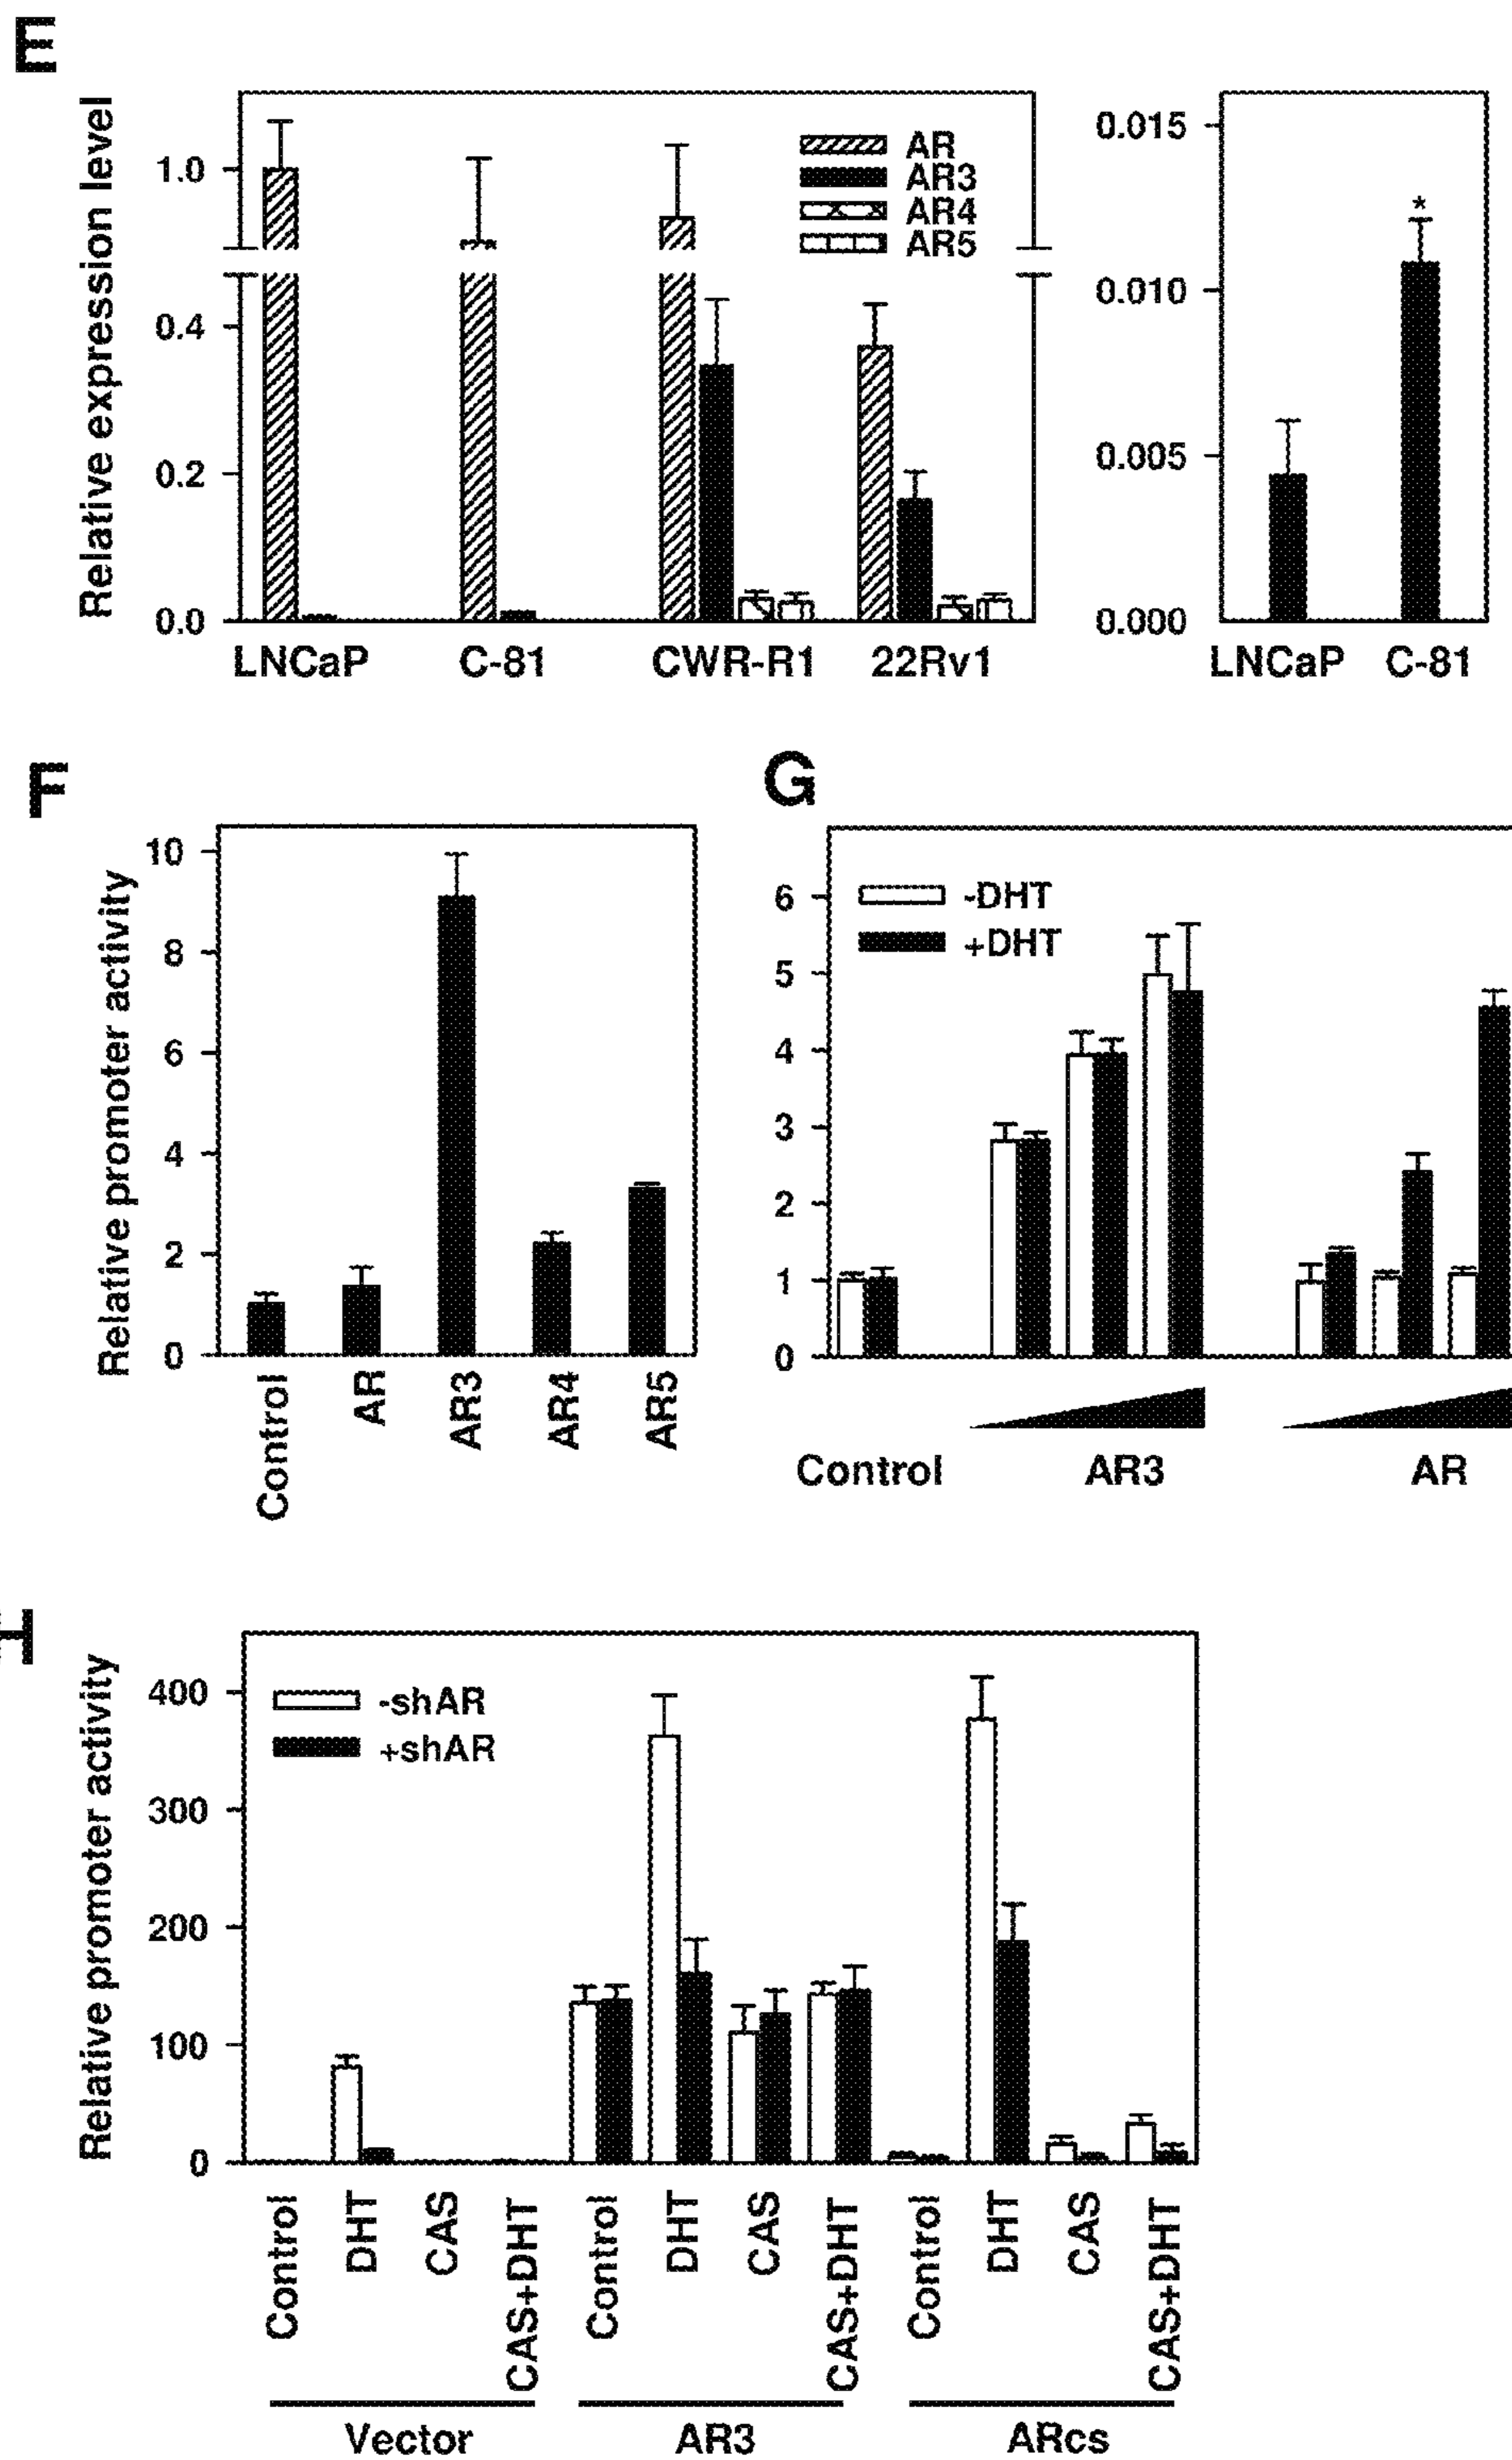 E
Relative expression level
1.0
0.4
0.2
0.0
AR
AR3
AR4
AR5
LNCaP C-81 CWR-R1 22Rv1
0.015
*
0.010
0.005
0.000
LNCaP C-81
F
Relative promoter activity
10
8
6
4
2
0
Control AR AR3 AR4 AR5
G
6
5
4
3
2
1
0
-DHT
+DHT
Control AR3 AR
H
Relative promoter activity
400
300
200
100
0
-shAR
+shAR
Control DHT CAS CAS+DHT Control DHT CAS CAS+DHT Control DHT CAS CAS+DHT
Vector AR3 ARcs